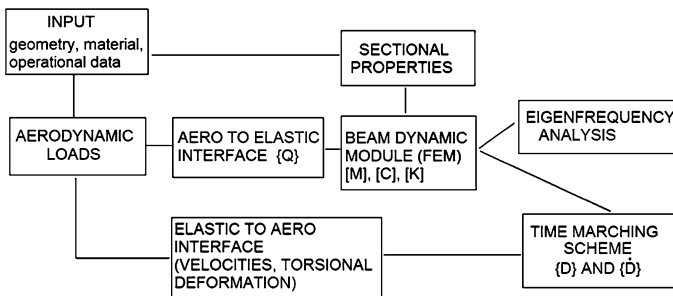 INPUT
geometry, material,
operational data
SECTIONAL
PROPERTIES
AERODYNAMIC
LOADS
AERO TO ELASTIC
INTERFACE {Q}
BEAM DYNAMIC
MODULE (FEM)
[M], [C], [K]
EIGENFREQUENCY
ANALYSIS
ELASTIC TO AERO
INTERFACE
(VELOCITIES, TORSIONAL
DEFORMATION)
TIME MARCHING
SCHEME
{D} AND {Ḋ}